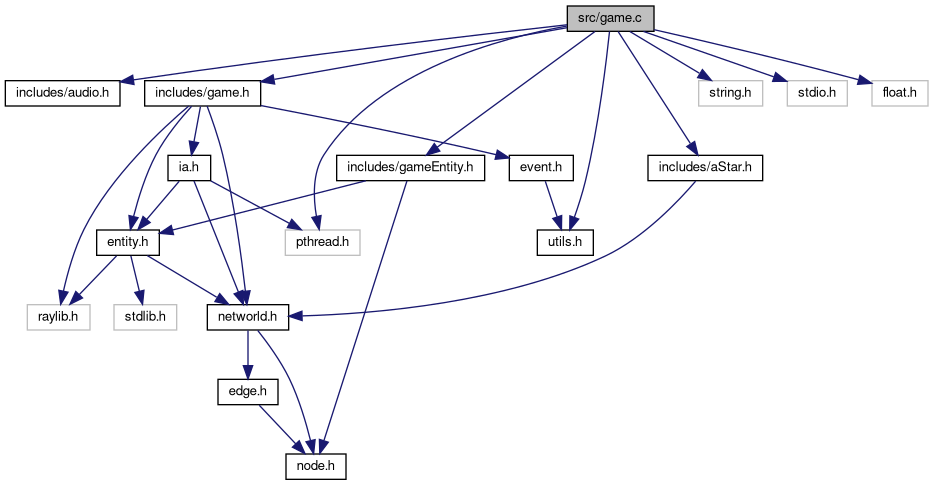 src/game.c
includes/audio.h
includes/game.h
string.h
stdio.h
float.h
ia.h
includes/gameEntity.h
event.h
includes/aStar.h
entity.h
pthread.h
utils.h
raylib.h
stdlib.h
networld.h
edge.h
node.h